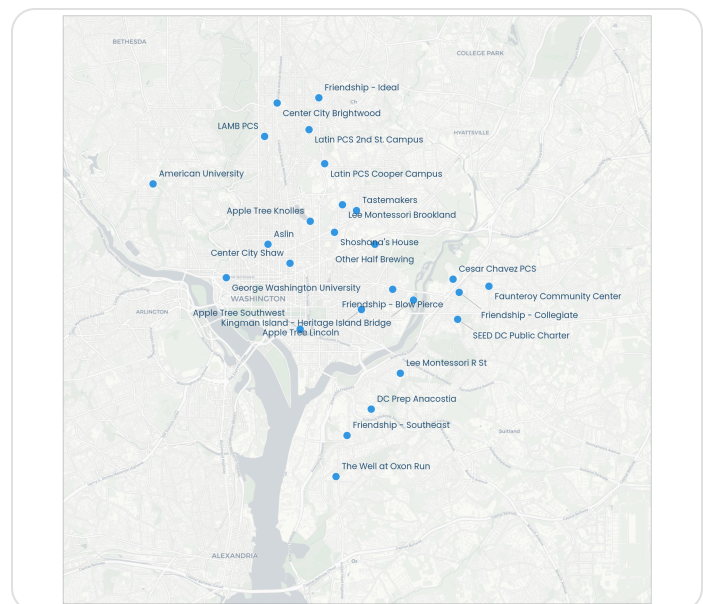 BETHESDA
COLLEGE PARK
Friendship - Ideal
Ch
Center City Brightwood
LAMB PCS
HYATTSVILLE
Latin PCS 2nd St. Campus
American University
Latin PCS Cooper Campus
Tastemakers
Apple Tree Knolles
Lee Montessori Brookland
Aslin
Shoshana's House
Center City Shaw
Other Half Brewing
Cesar Chavez PCS
George Washington University
WASHINGTON
Faunteroy Community Center
Friendship - Blow Pierce
ARLINGTON
Apple Tree Southwest
Friendship - Collegiate
Kingman Island - Heritage Island Bridge
Apple Tree Lincoln
SEED DC Public Charter
Lee Montessori R St
DC Prep Anacostia
Friendship - Southeast
Suitland
The Well at Oxon Run
ALEXANDRIA